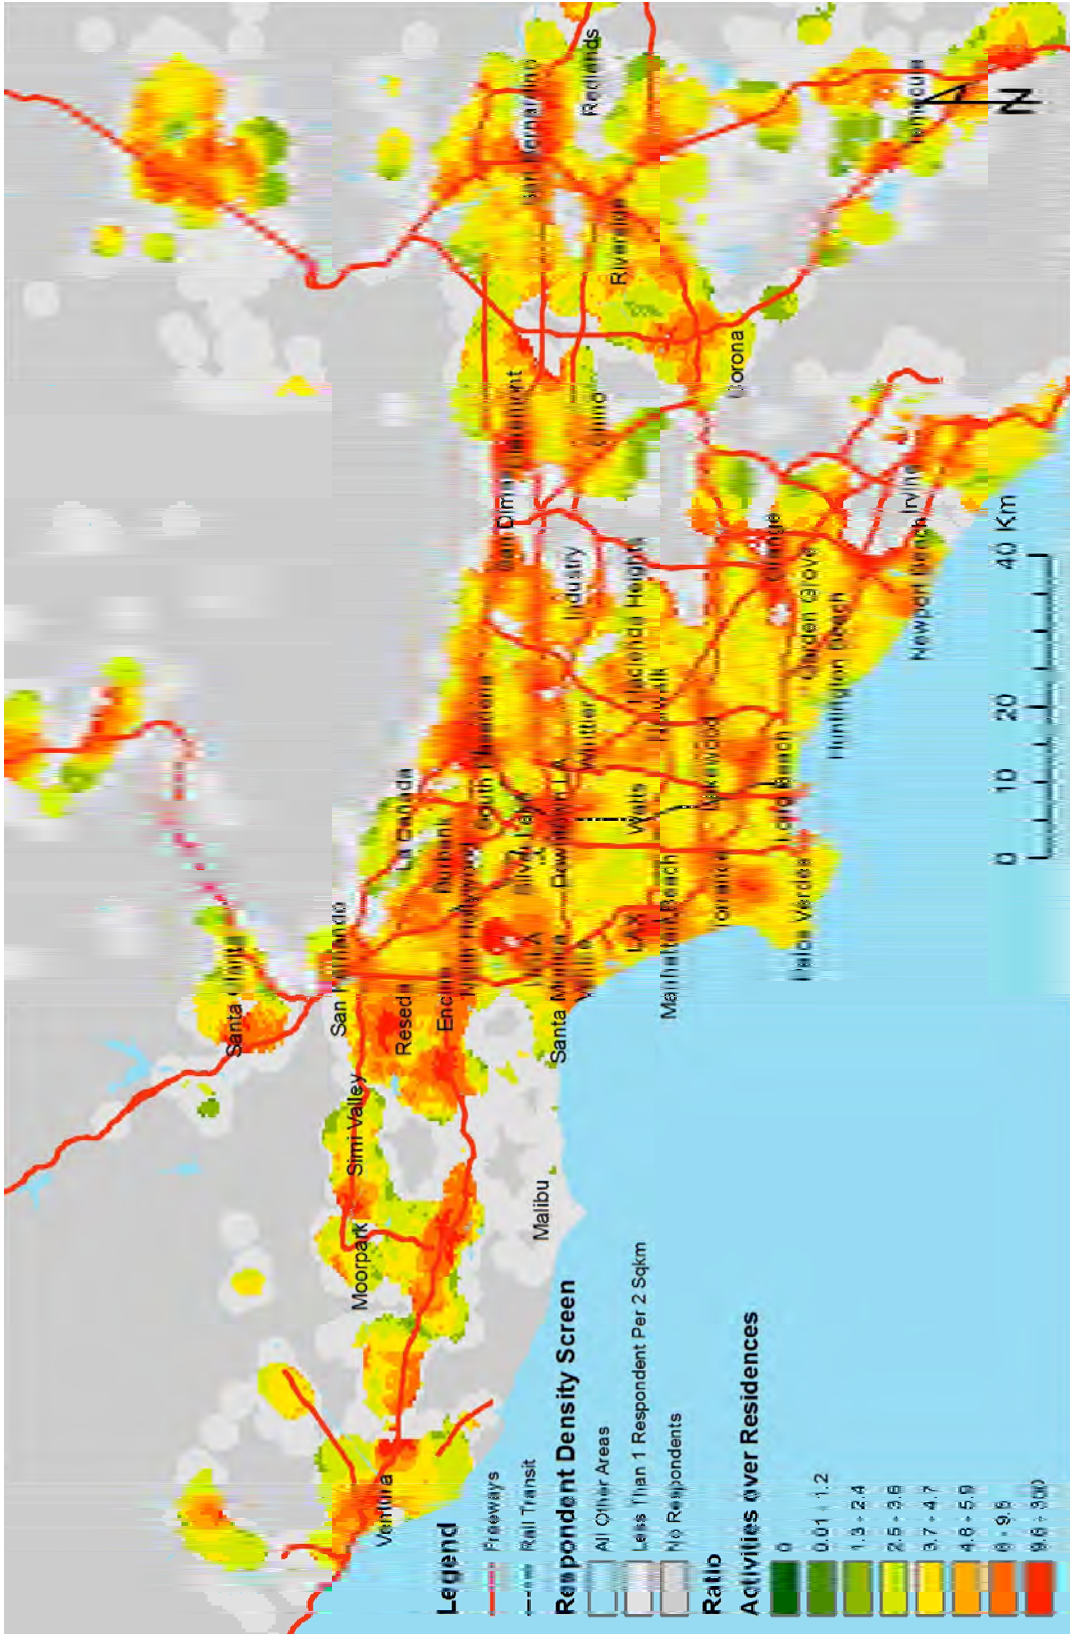 Redlands
San Bernardino
Temecula
N
Riverside
Corona
Claremont
Chino
San Dimas
Industry
Hacienda Heights
Orange
Irvine
Garden Grove
Newport Beach
Huntington Beach
South Pasadena
Whittier
Norwalk
Lakewood
Long Beach
La Canada
Burbank
Silver Lake
Downtown LA
Watts
North Hollywood
Torrance
Manhattan Beach
LAX
Palos Verdes
Venice
Santa Monica
Encino
Reseda
San Fernando
Santa Clarita
Simi Valley
Moorpark
Malibu
Ventura
0 10 20 40 Km
Legend
Freeways
Rail Transit
Respondent Density Screen
All Other Areas
Less Than 1 Respondent Per 2 Sqkm
No Respondents
Ratio
Activities over Residences
0
0.01 - 1.2
1.3 - 2.4
2.5 - 3.6
3.7 - 4.7
4.8 - 5.9
6 - 9.5
9.6 - 300